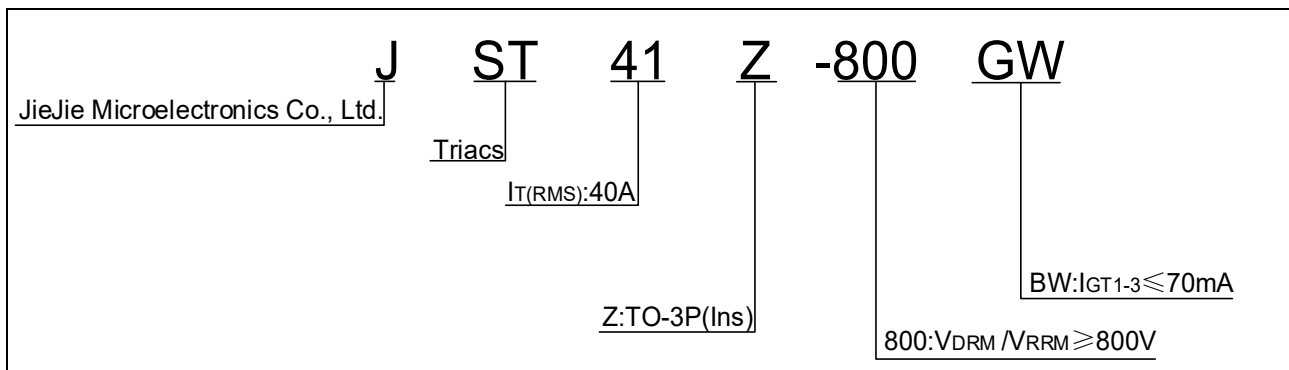 J ST 41 Z -800 GW
JieJie Microelectronics Co., Ltd.
Triacs
IT(RMS):40A
BW:IGT1-3≤70mA
Z:TO-3P(Ins)
800:VDRM /VRRM≥800V